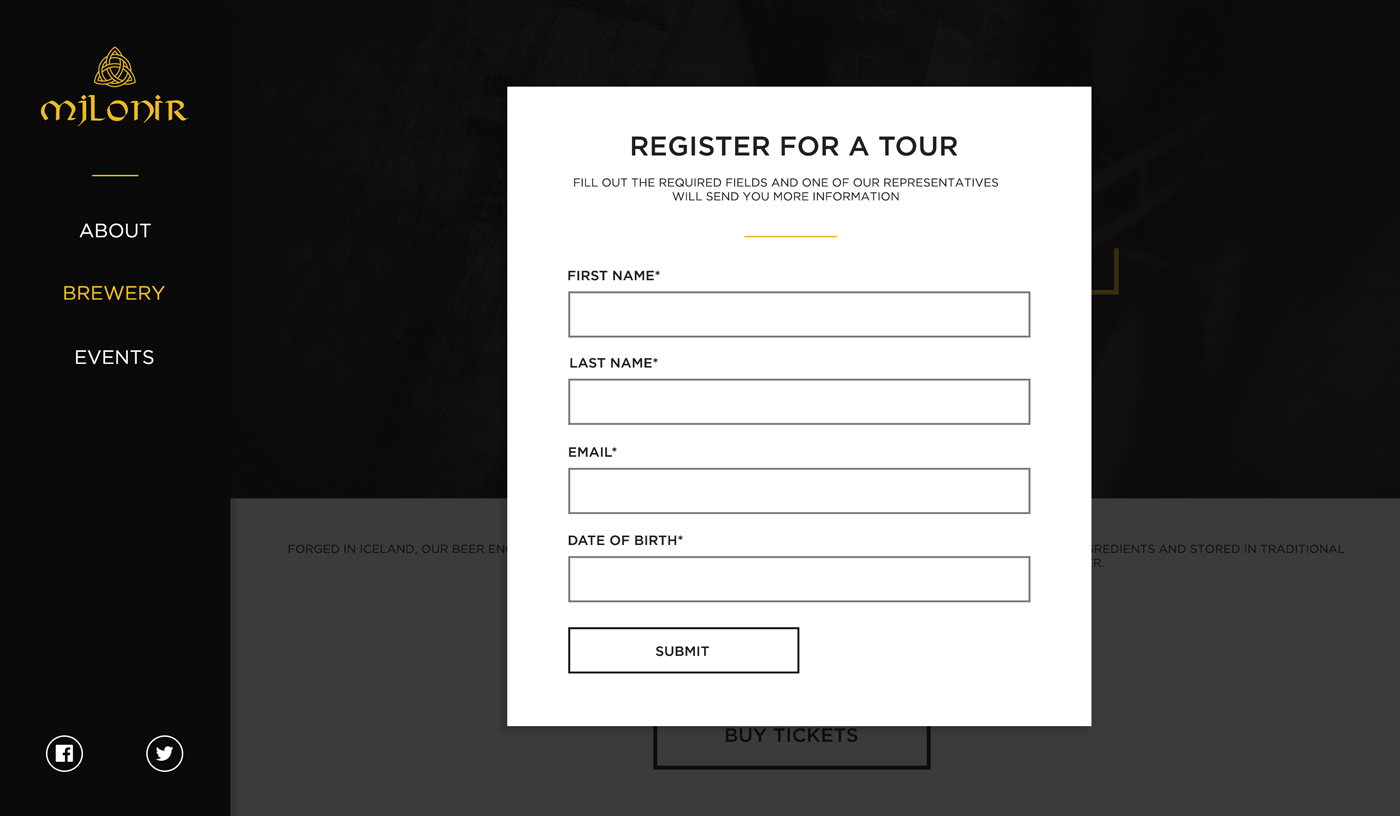 mjlonir
ABOUT
BREWERY
EVENTS
REGISTER FOR A TOUR
FILL OUT THE REQUIRED FIELDS AND ONE OF OUR REPRESENTATIVES
WILL SEND YOU MORE INFORMATION
FIRST NAME*
LAST NAME*
EMAIL*
DATE OF BIRTH*
SUBMIT
FORGED IN ICELAND, OUR BEER AND STORED IN TRADITIONAL
BUY TICKETS